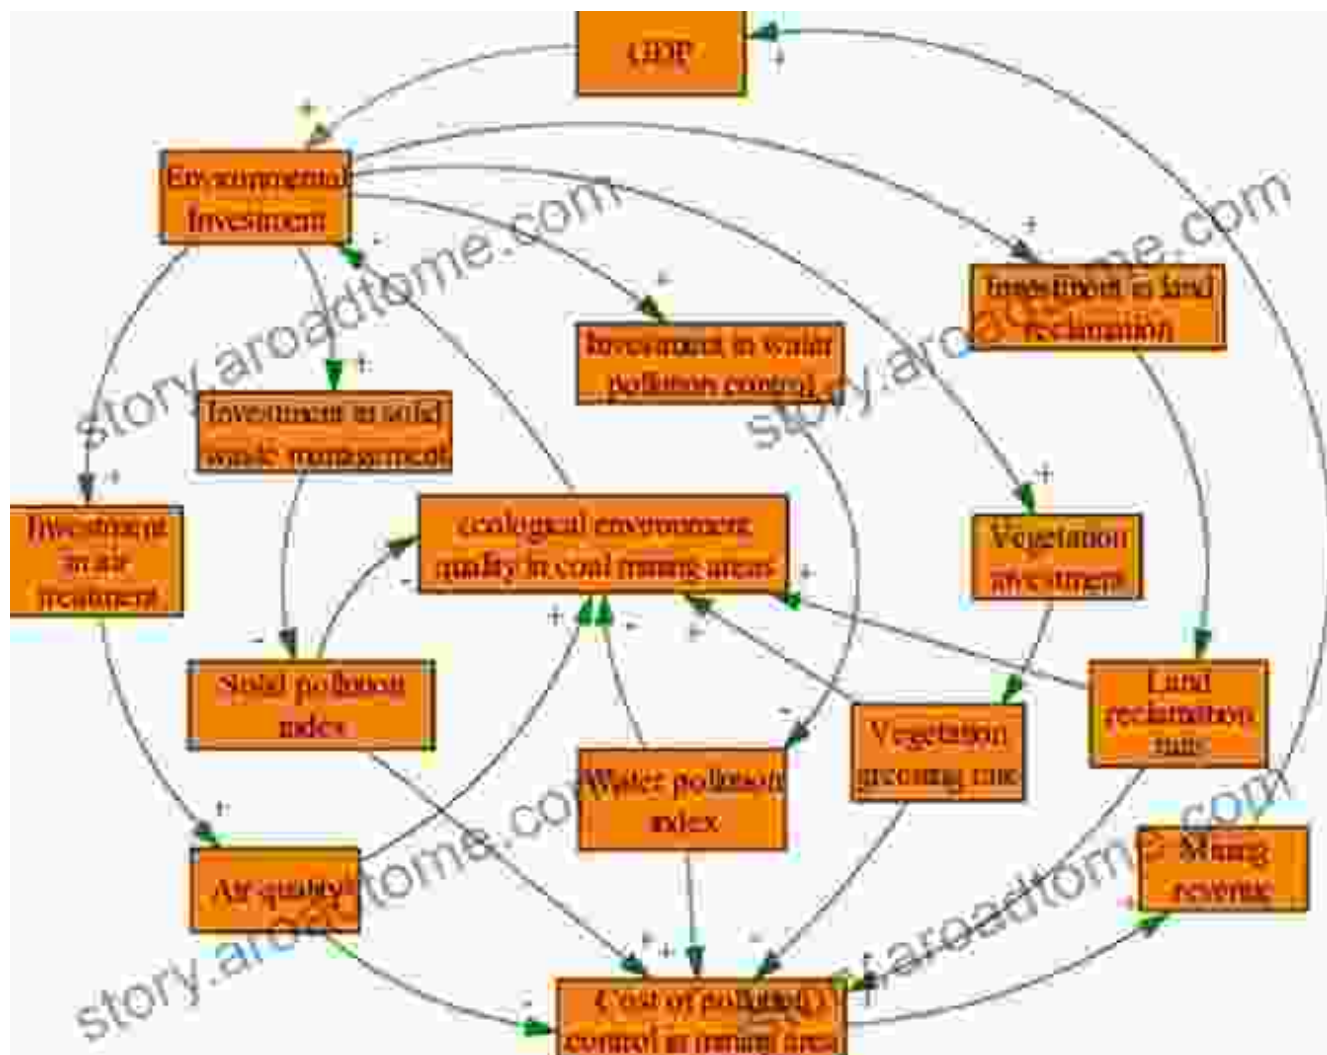 GDP
Environmental
Investment
Investment in land
reclamation
Investment in water
pollution control
Investment in solid
waste management
ecological environment
quality in coal mining areas
Investment
in air
treatment
Vegetation
investment
Solid pollution
index
Land
reclamation
Vegetation
greening rate
Water pollution
index
Air quality
Mining
revenue
Cost of pollution
control in mining area
story.aroadtome.com
story.aroadtome.com
story.aroadtome.com
story.aroadtome.com